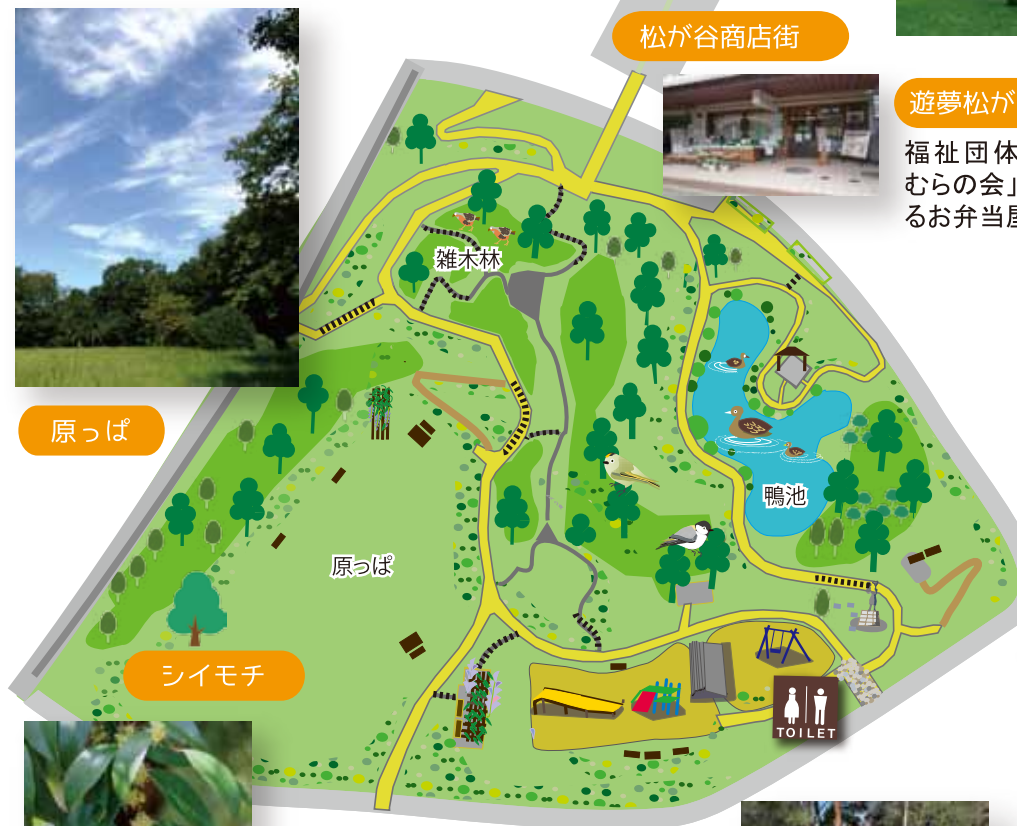 松が谷商店街
遊夢松が
福祉団体
むらの会」
るお弁当屋
雑木林
原っぱ
鴨池
原っぱ
シイモチ
TOILET